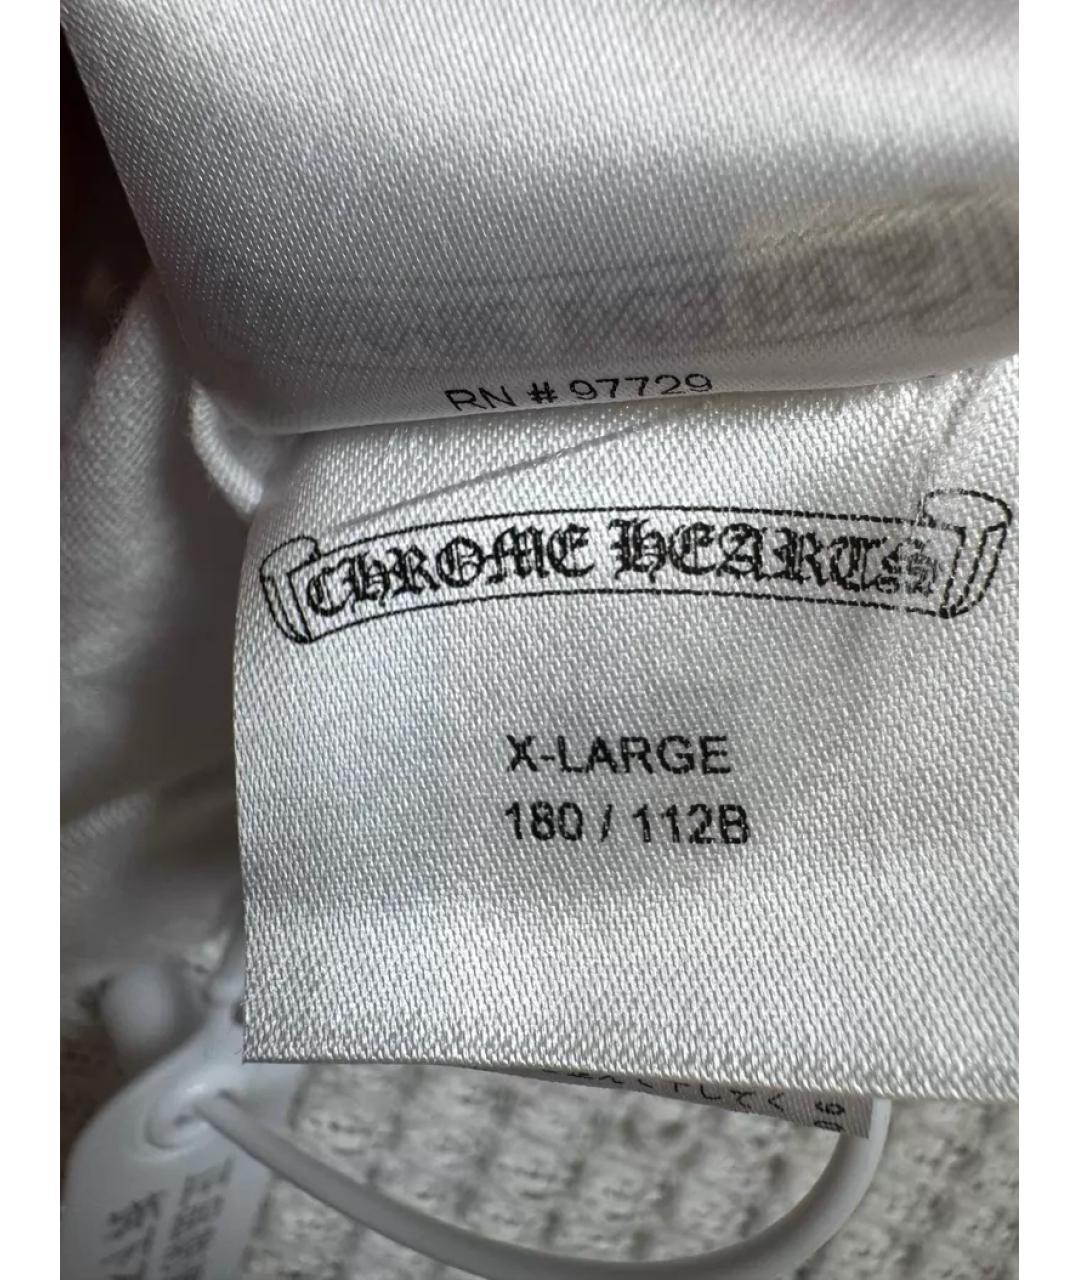 RN # 97729
CHROME HEARTS
X-LARGE
180 / 112B